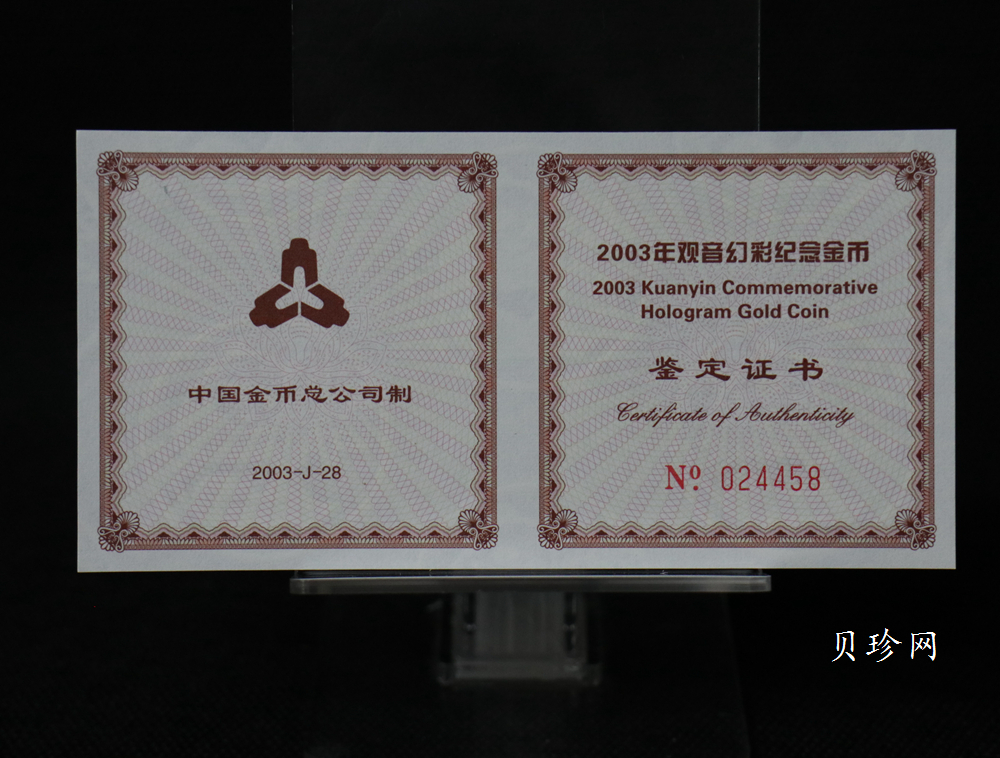 中国金币总公司制
2003-J-28
2003年观音幻彩纪念金币
2003 Kuanyin Commemorative
Hologram Gold Coin
鉴定证书
Certificate of Authenticity
Nº 024458
贝珍网